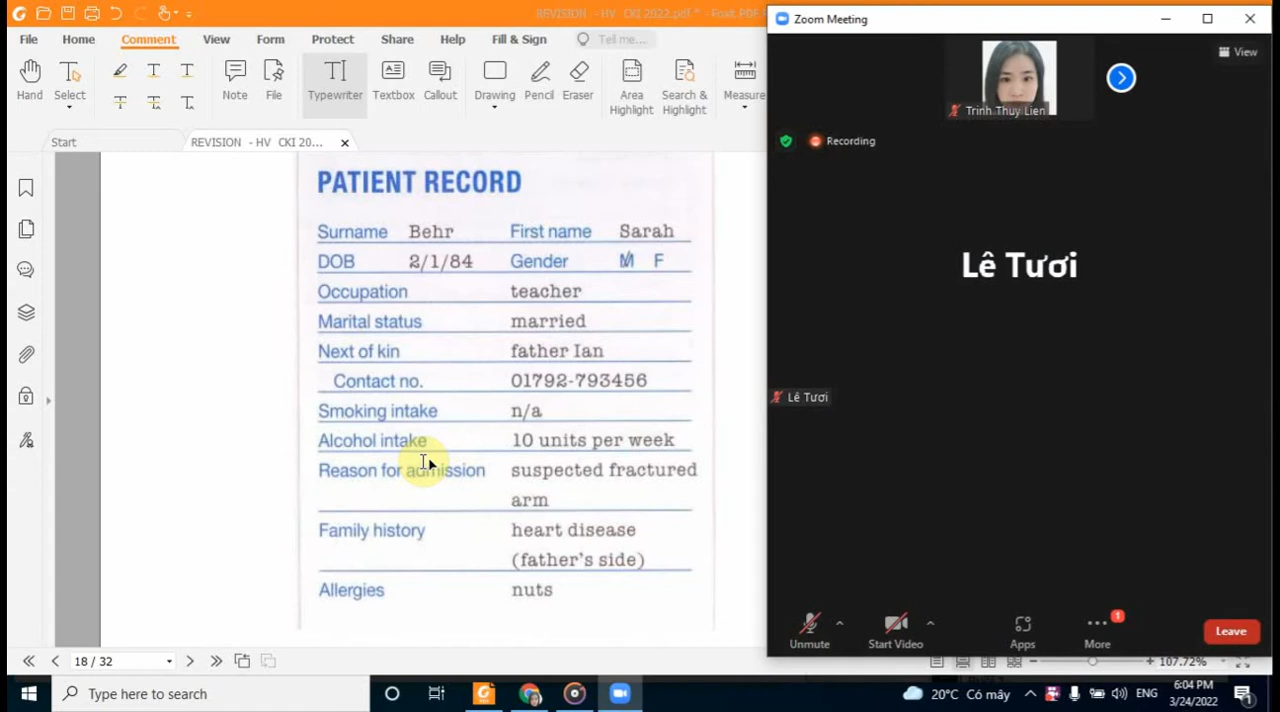 REVISION - HV CKI 2022.pdf * - Foxit PDF
Zoom Meeting
File Home Comment View Form Protect Share Help Fill & Sign Tell me...
Hand Select Note File Typewriter Textbox Callout Drawing Pencil Eraser Area Highlight Search & Highlight Measure
Start REVISION - HV CKI 20...
PATIENT RECORD
Surname Behr First name Sarah
DOB 2/1/84 Gender M F
Occupation teacher
Marital status married
Next of kin father Ian
Contact no. 01792-793456
Smoking intake n/a
Alcohol intake 10 units per week
Reason for admission suspected fractured
arm
Family history heart disease
(father's side)
Allergies nuts
18 / 32
107.72%
View
Trinh Thuy Lien
Recording
Lê Tươi
Lê Tươi
Unmute Start Video Apps More 1 Leave
Type here to search
20°C Có mây
ENG
6:04 PM
3/24/2022
1